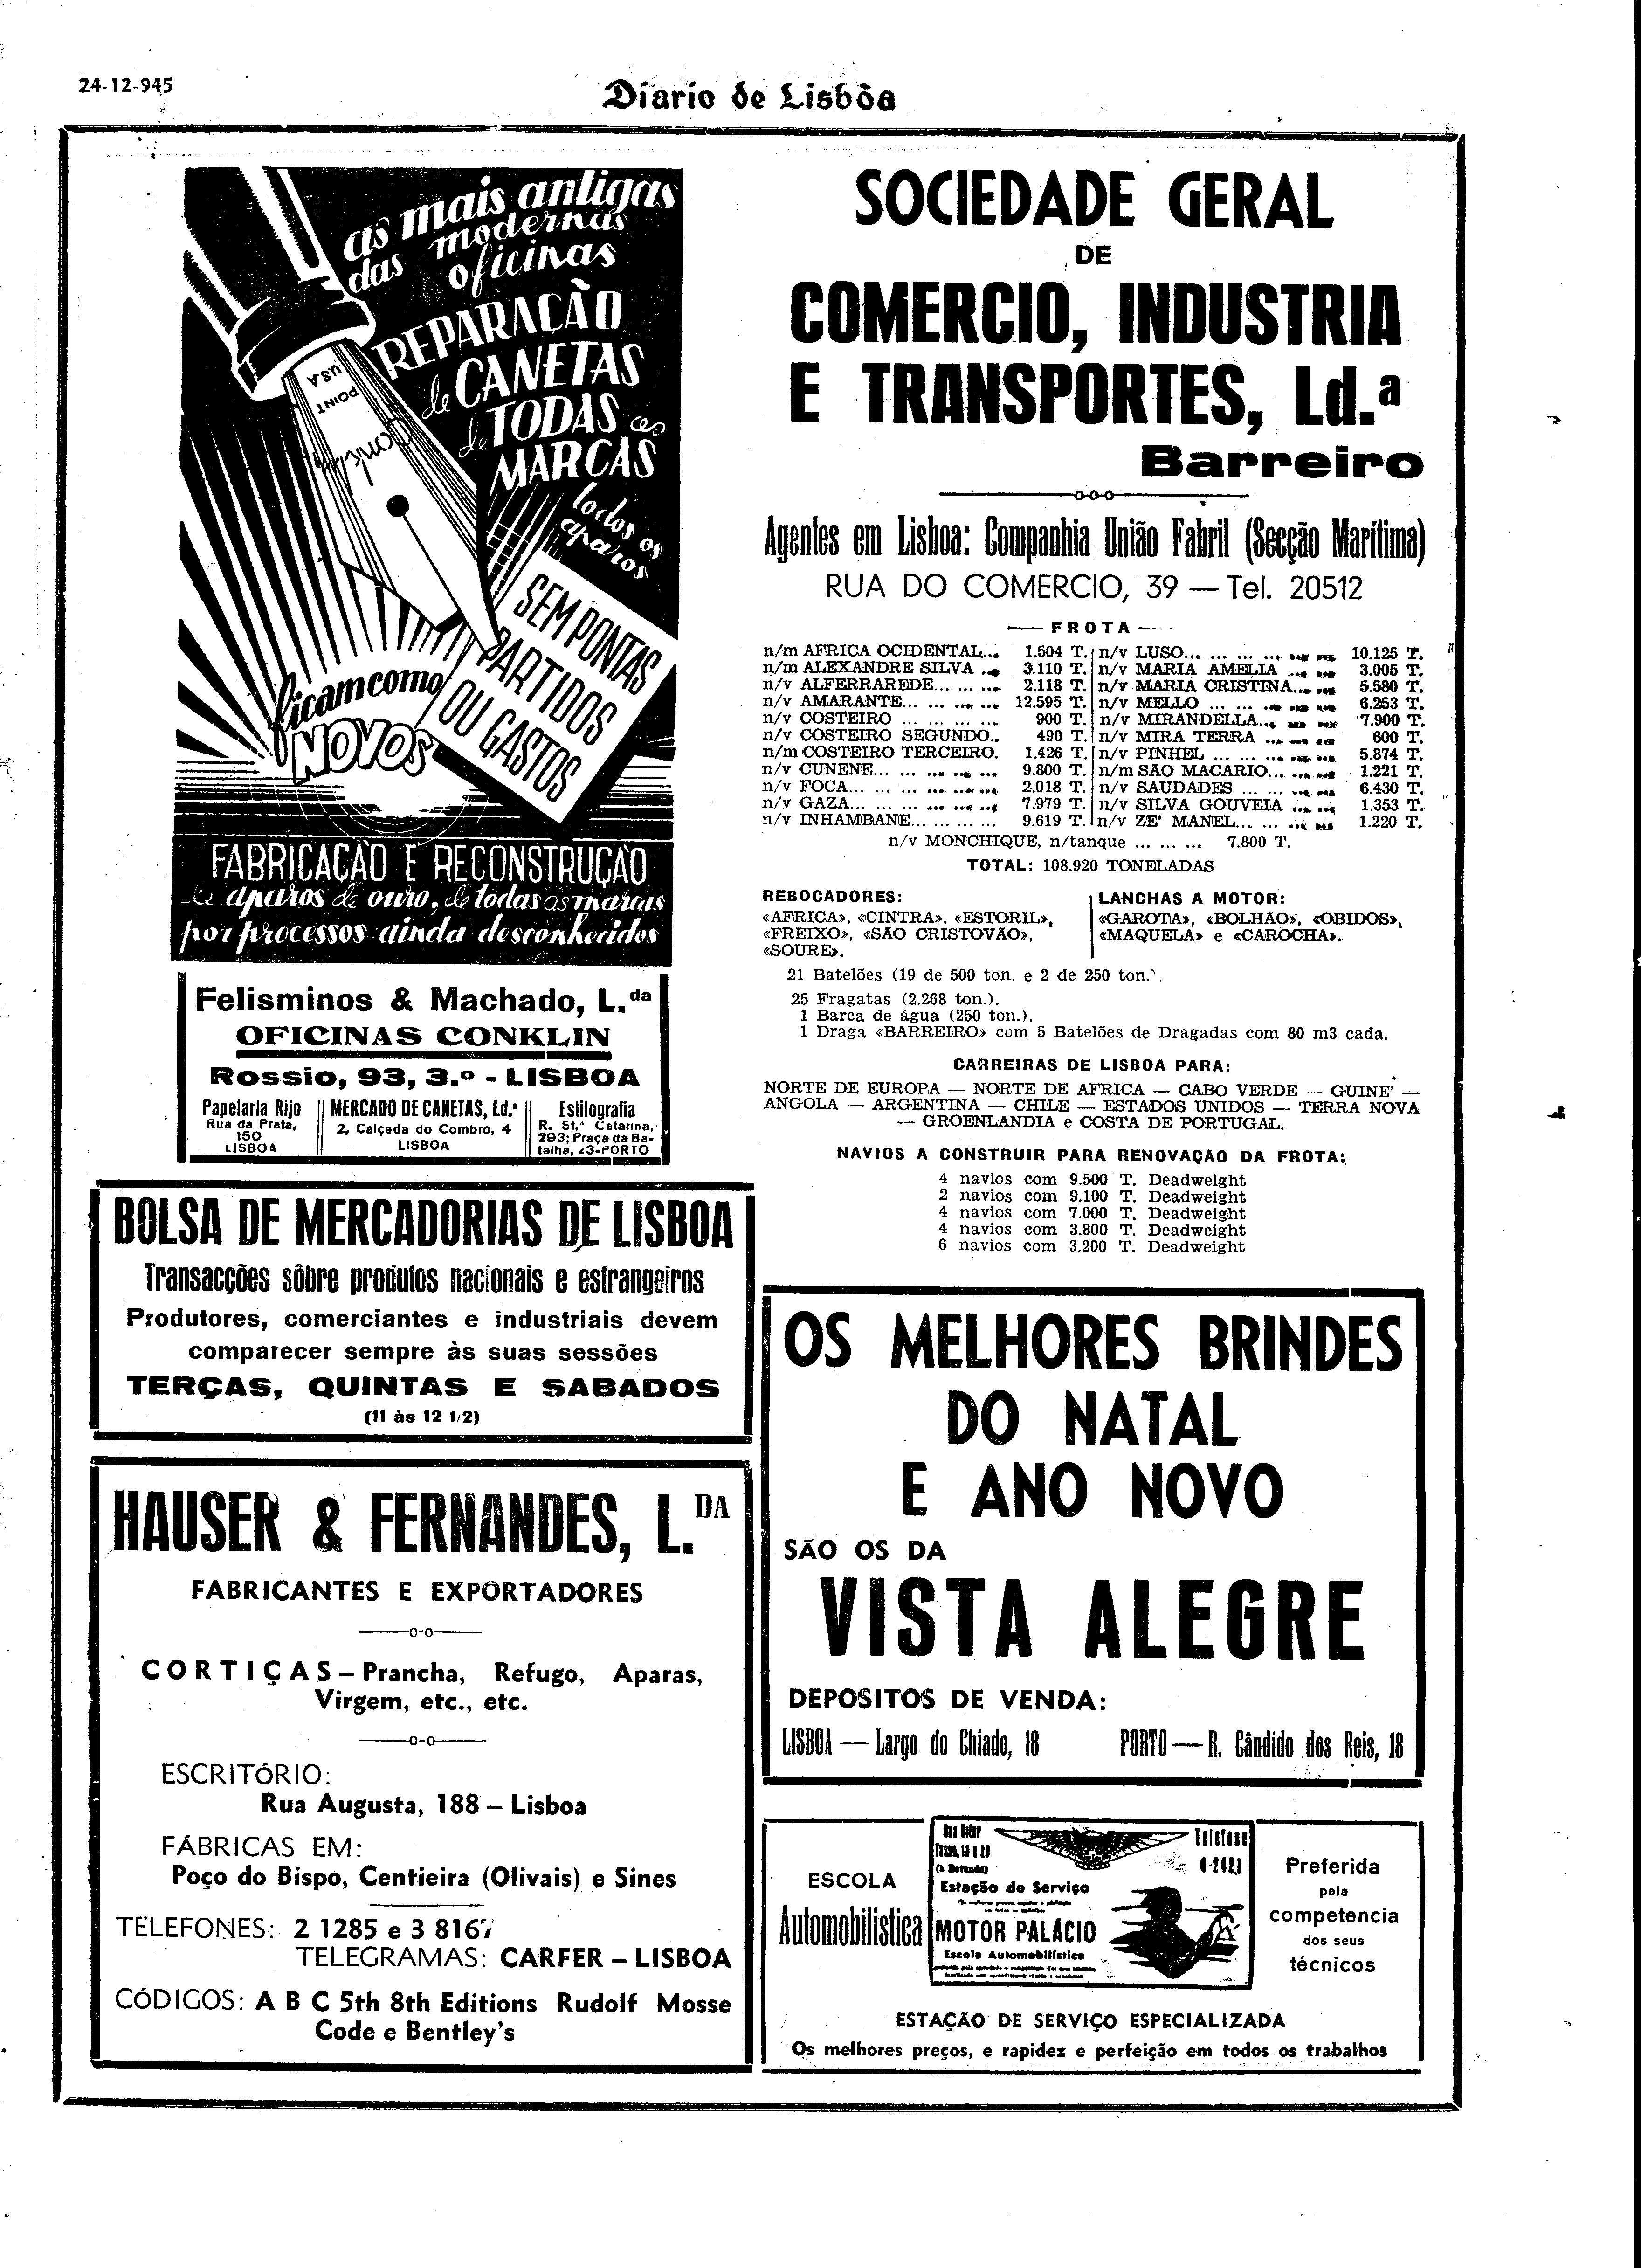 24-12-945
Diario de Lisbôa
as mais antigas
das modernas
oficinas
REPARAÇÃO
de CANETAS
de TODAS as
MARCAS
todos os
aparos
SEM PONTAS
PARTIDOS
OU GASTOS
ficam como
NOVOS
POINT
U.S.A
FABRICAÇÃO E RECONSTRUÇÃO
de aparos de ouro, de todas as marcas
por processos ainda desconhecidos
Felisminos & Machado, L.da
OFICINAS CONKLIN
Rossio, 93, 3.º - LISBOA
Papelaria Rijo
Rua da Prata,
150
LISBOA
MERCADO DE CANETAS, Ld.ª
2, Calçada do Combro, 4
LISBOA
Estilografia
R. St.ª Catarina,
293; Praça da Ba-
talha, 23-PORTO
BOLSA DE MERCADORIAS DE LISBOA
Transacções sôbre produtos nacionais e estrangeiros
Produtores, comerciantes e industriais devem
comparecer sempre às suas sessões
TERÇAS, QUINTAS E SABADOS
(11 às 12 1/2)
HAUSER & FERNANDES, L.DA
FABRICANTES E EXPORTADORES
CORTIÇAS – Prancha, Refugo, Aparas,
Virgem, etc., etc.
ESCRITÓRIO:
Rua Augusta, 188 – Lisboa
FÁBRICAS EM:
Poço do Bispo, Centieira (Olivais) e Sines
TELEFONES: 2 1285 e 3 8167
TELEGRAMAS: CARFER – LISBOA
CÓDIGOS: A B C 5th 8th Editions Rudolf Mosse
Code e Bentley's
SOCIEDADE GERAL
DE
COMERCIO, INDUSTRIA
E TRANSPORTES, Ld.ª
Barreiro
Agentes em Lisboa: Companhia União Fabril (Secção Marítima)
RUA DO COMERCIO, 39 — Tel. 20512
— FROTA —
n/m AFRICA OCIDENTAL... 1.504 T.
n/m ALEXANDRE SILVA ... 3.110 T.
n/v ALFERRAREDE... ... ... 2.118 T.
n/v AMARANTE... ... ... ... 12.595 T.
n/v COSTEIRO ... ... ... ... 900 T.
n/v COSTEIRO SEGUNDO.. 490 T.
n/m COSTEIRO TERCEIRO. 1.426 T.
n/v CUNENE... ... ... ... ... 9.800 T.
n/v FOCA... ... ... ... ... ... 2.018 T.
n/v GAZA... ... ... ... ... ... 7.979 T.
n/v INHAMBANE... ... ... ... 9.619 T.
n/v LUSO... ... ... ... ... ... 10.125 T.
n/v MARIA AMELIA ... ... 3.005 T.
n/v MARIA CRISTINA... ... 5.580 T.
n/v MELLO ... ... ... ... ... 6.253 T.
n/v MIRANDELLA... ... ... 7.900 T.
n/v MIRA TERRA ... ... ... 600 T.
n/v PINHEL ... ... ... ... ... 5.874 T.
n/m SÃO MACARIO... ... ... 1.221 T.
n/v SAUDADES ... ... ... ... 6.430 T.
n/v SILVA GOUVEIA ... ... 1.353 T.
n/v ZE' MANEL... ... ... ... 1.220 T.
n/v MONCHIQUE, n/tanque ... ... ... 7.800 T.
TOTAL: 108.920 TONELADAS
REBOCADORES:
«AFRICA», «CINTRA», «ESTORIL»,
«FREIXO», «SÃO CRISTOVÃO»,
«SOURE».
LANCHAS A MOTOR:
«GAROTA», «BOLHÃO», «OBIDOS»,
«MAQUELA» e «CAROCHA».
21 Batelões (19 de 500 ton. e 2 de 250 ton.).
25 Fragatas (2.268 ton.).
1 Barca de água (250 ton.).
1 Draga «BARREIRO» com 5 Batelões de Dragadas com 80 m3 cada.
CARREIRAS DE LISBOA PARA:
NORTE DE EUROPA — NORTE DE AFRICA — CABO VERDE — GUINE' —
ANGOLA — ARGENTINA — CHILE — ESTADOS UNIDOS — TERRA NOVA
— GROENLANDIA e COSTA DE PORTUGAL.
NAVIOS A CONSTRUIR PARA RENOVAÇÃO DA FROTA:
4 navios com 9.500 T. Deadweight
2 navios com 9.100 T. Deadweight
4 navios com 7.000 T. Deadweight
4 navios com 3.800 T. Deadweight
6 navios com 3.200 T. Deadweight
OS MELHORES BRINDES
DO NATAL
E ANO NOVO
SÃO OS DA
VISTA ALEGRE
DEPOSITOS DE VENDA:
LISBOA — Largo do Chiado, 18 PORTO — R. Cândido dos Reis, 18
ESCOLA
Automobilistica
Telefone
4 2421
Estação de Serviço
MOTOR PALÁCIO
Escola Automobilística
Preferida
pela
competencia
dos seus
técnicos
ESTAÇÃO DE SERVIÇO ESPECIALIZADA
Os melhores preços, e rapidez e perfeição em todos os trabalhos